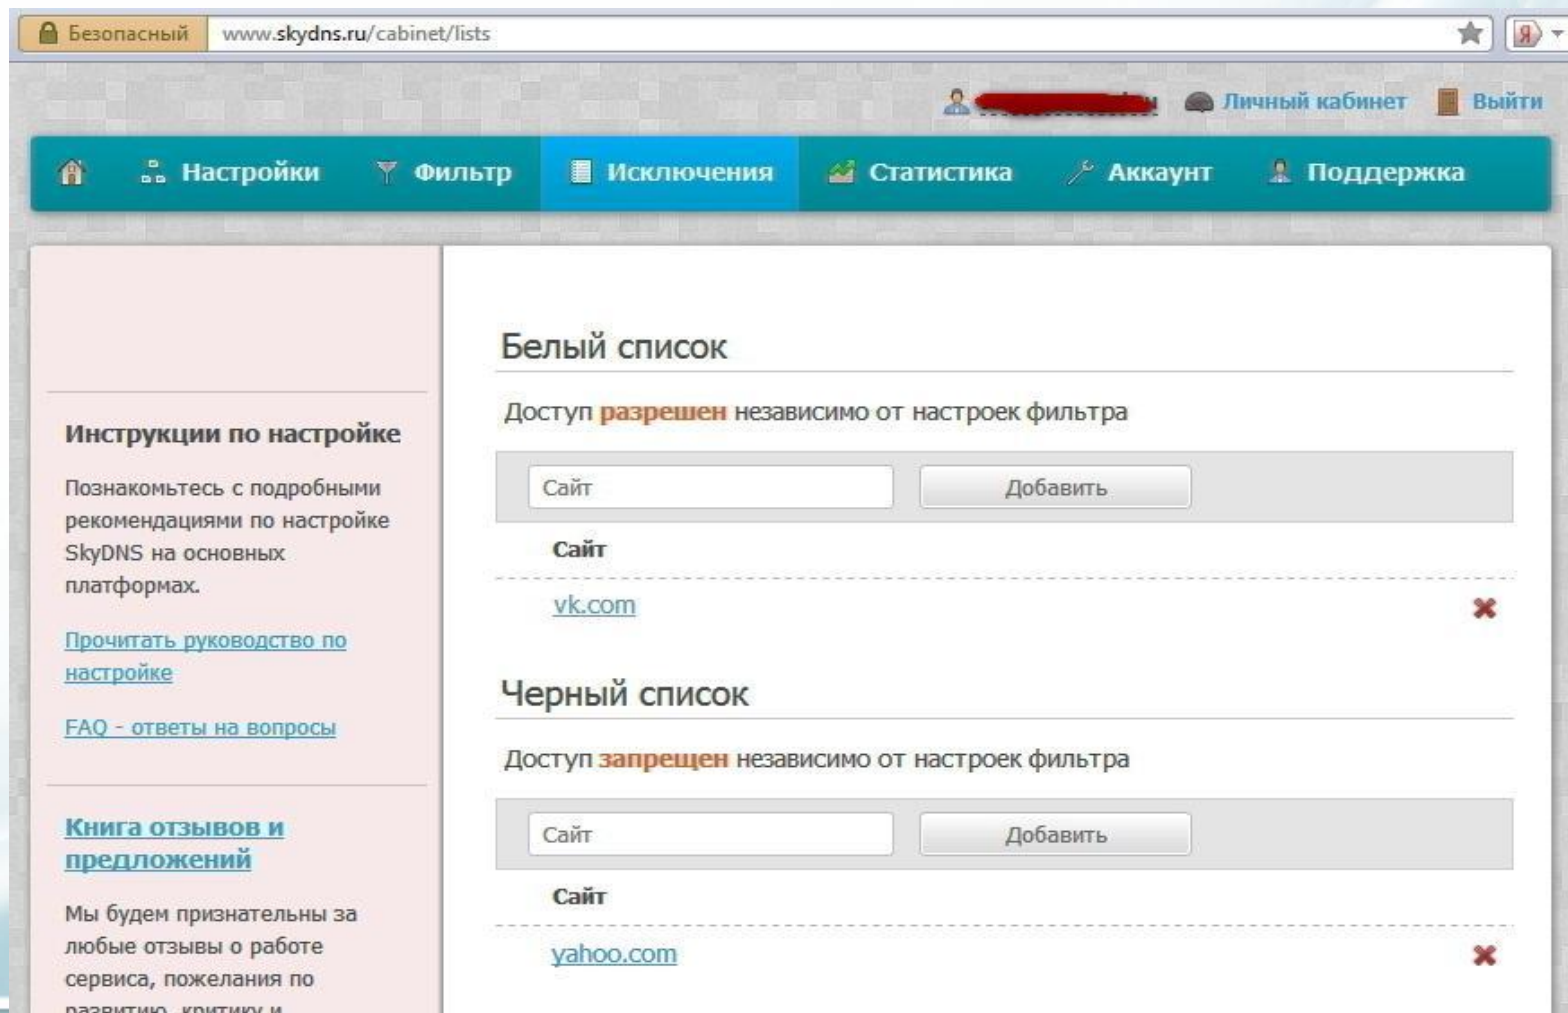 Безопасный www.skydns.ru/cabinet/lists
Личный кабинет Выйти
Настройки Фильтр Исключения Статистика Аккаунт Поддержка
Инструкции по настройке
Познакомьтесь с подробными
рекомендациями по настройке
SkyDNS на основных
платформах.
Прочитать руководство по
настройке
FAQ - ответы на вопросы
Книга отзывов и
предложений
Мы будем признательны за
любые отзывы о работе
сервиса, пожелания по
развитию, критику и
Белый список
Доступ разрешен независимо от настроек фильтра
Сайт Добавить
Сайт
vk.com
Черный список
Доступ запрещен независимо от настроек фильтра
Сайт Добавить
Сайт
yahoo.com